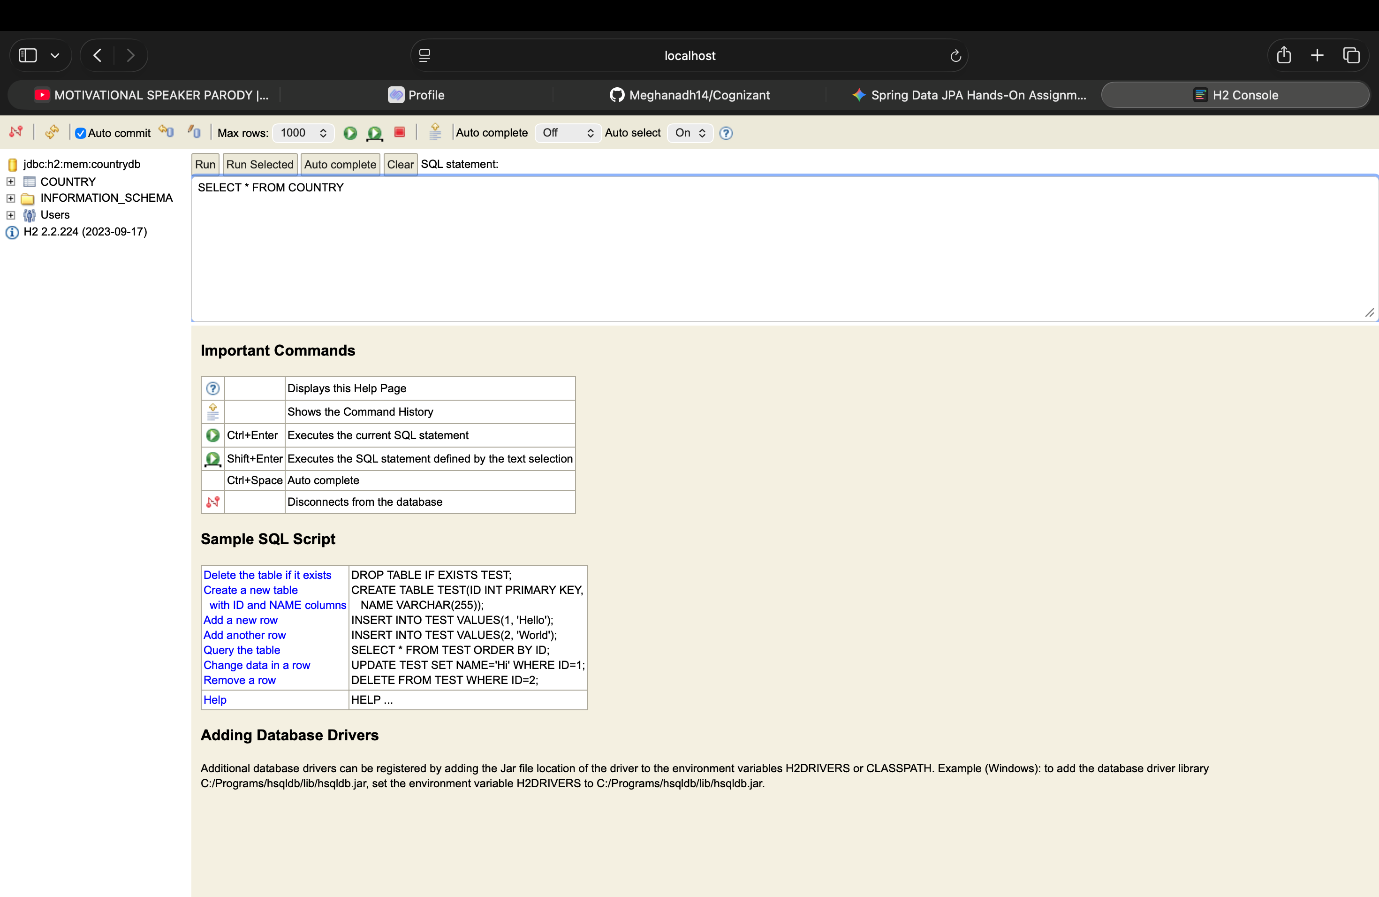 localhost
MOTIVATIONAL SPEAKER PARODY |...
Profile
Meghanadh14/Cognizant
Spring Data JPA Hands-On Assignm...
H2 Console
Auto commit Max rows: 1000 Auto complete Off Auto select On
jdbc:h2:mem:countrydb
COUNTRY
INFORMATION_SCHEMA
Users
H2 2.2.224 (2023-09-17)
Run Run Selected Auto complete Clear SQL statement:
SELECT * FROM COUNTRY
Important Commands
Displays this Help Page
Shows the Command History
Ctrl+Enter Executes the current SQL statement
Shift+Enter Executes the SQL statement defined by the text selection
Ctrl+Space Auto complete
Disconnects from the database
Sample SQL Script
Delete the table if it exists DROP TABLE IF EXISTS TEST;
Create a new table CREATE TABLE TEST(ID INT PRIMARY KEY,
with ID and NAME columns NAME VARCHAR(255));
Add a new row INSERT INTO TEST VALUES(1, 'Hello');
Add another row INSERT INTO TEST VALUES(2, 'World');
Query the table SELECT * FROM TEST ORDER BY ID;
Change data in a row UPDATE TEST SET NAME='Hi' WHERE ID=1;
Remove a row DELETE FROM TEST WHERE ID=2;
Help HELP ...
Adding Database Drivers
Additional database drivers can be registered by adding the Jar file location of the driver to the environment variables H2DRIVERS or CLASSPATH. Example (Windows): to add the database driver library
C:/Programs/hsqldb/lib/hsqldb.jar, set the environment variable H2DRIVERS to C:/Programs/hsqldb/lib/hsqldb.jar.